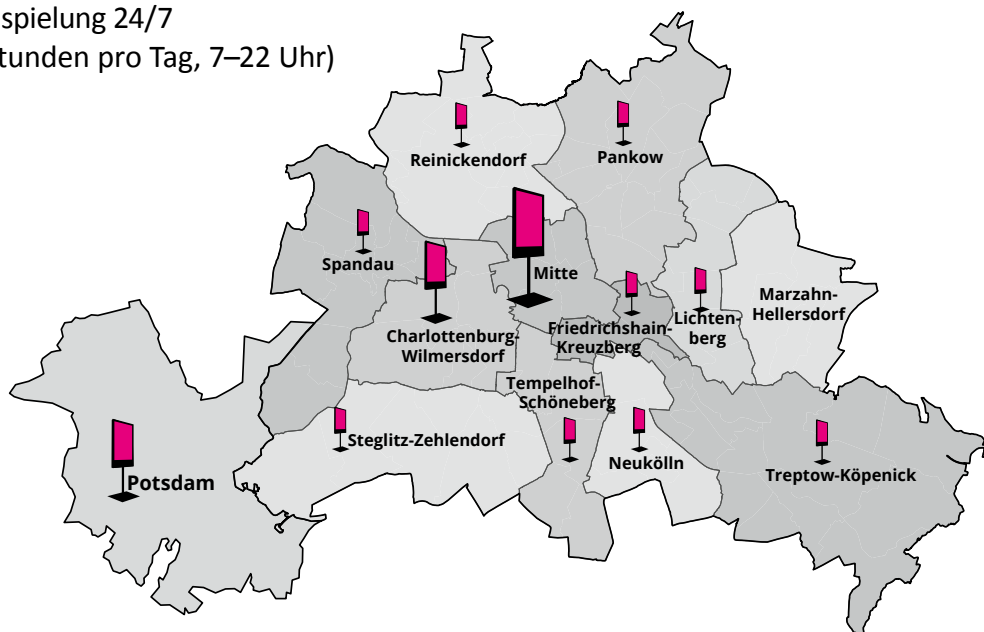 spielung 24/7
tunden pro Tag, 7–22 Uhr)
Reinickendorf
Pankow
Spandau
Mitte
Marzahn-
Hellersdorf
Charlottenburg-
Wilmersdorf
Friedrichshain-
Kreuzberg
Lichten-
berg
Tempelhof-
Schöneberg
Steglitz-Zehlendorf
Neukölln
Treptow-Köpenick
Potsdam